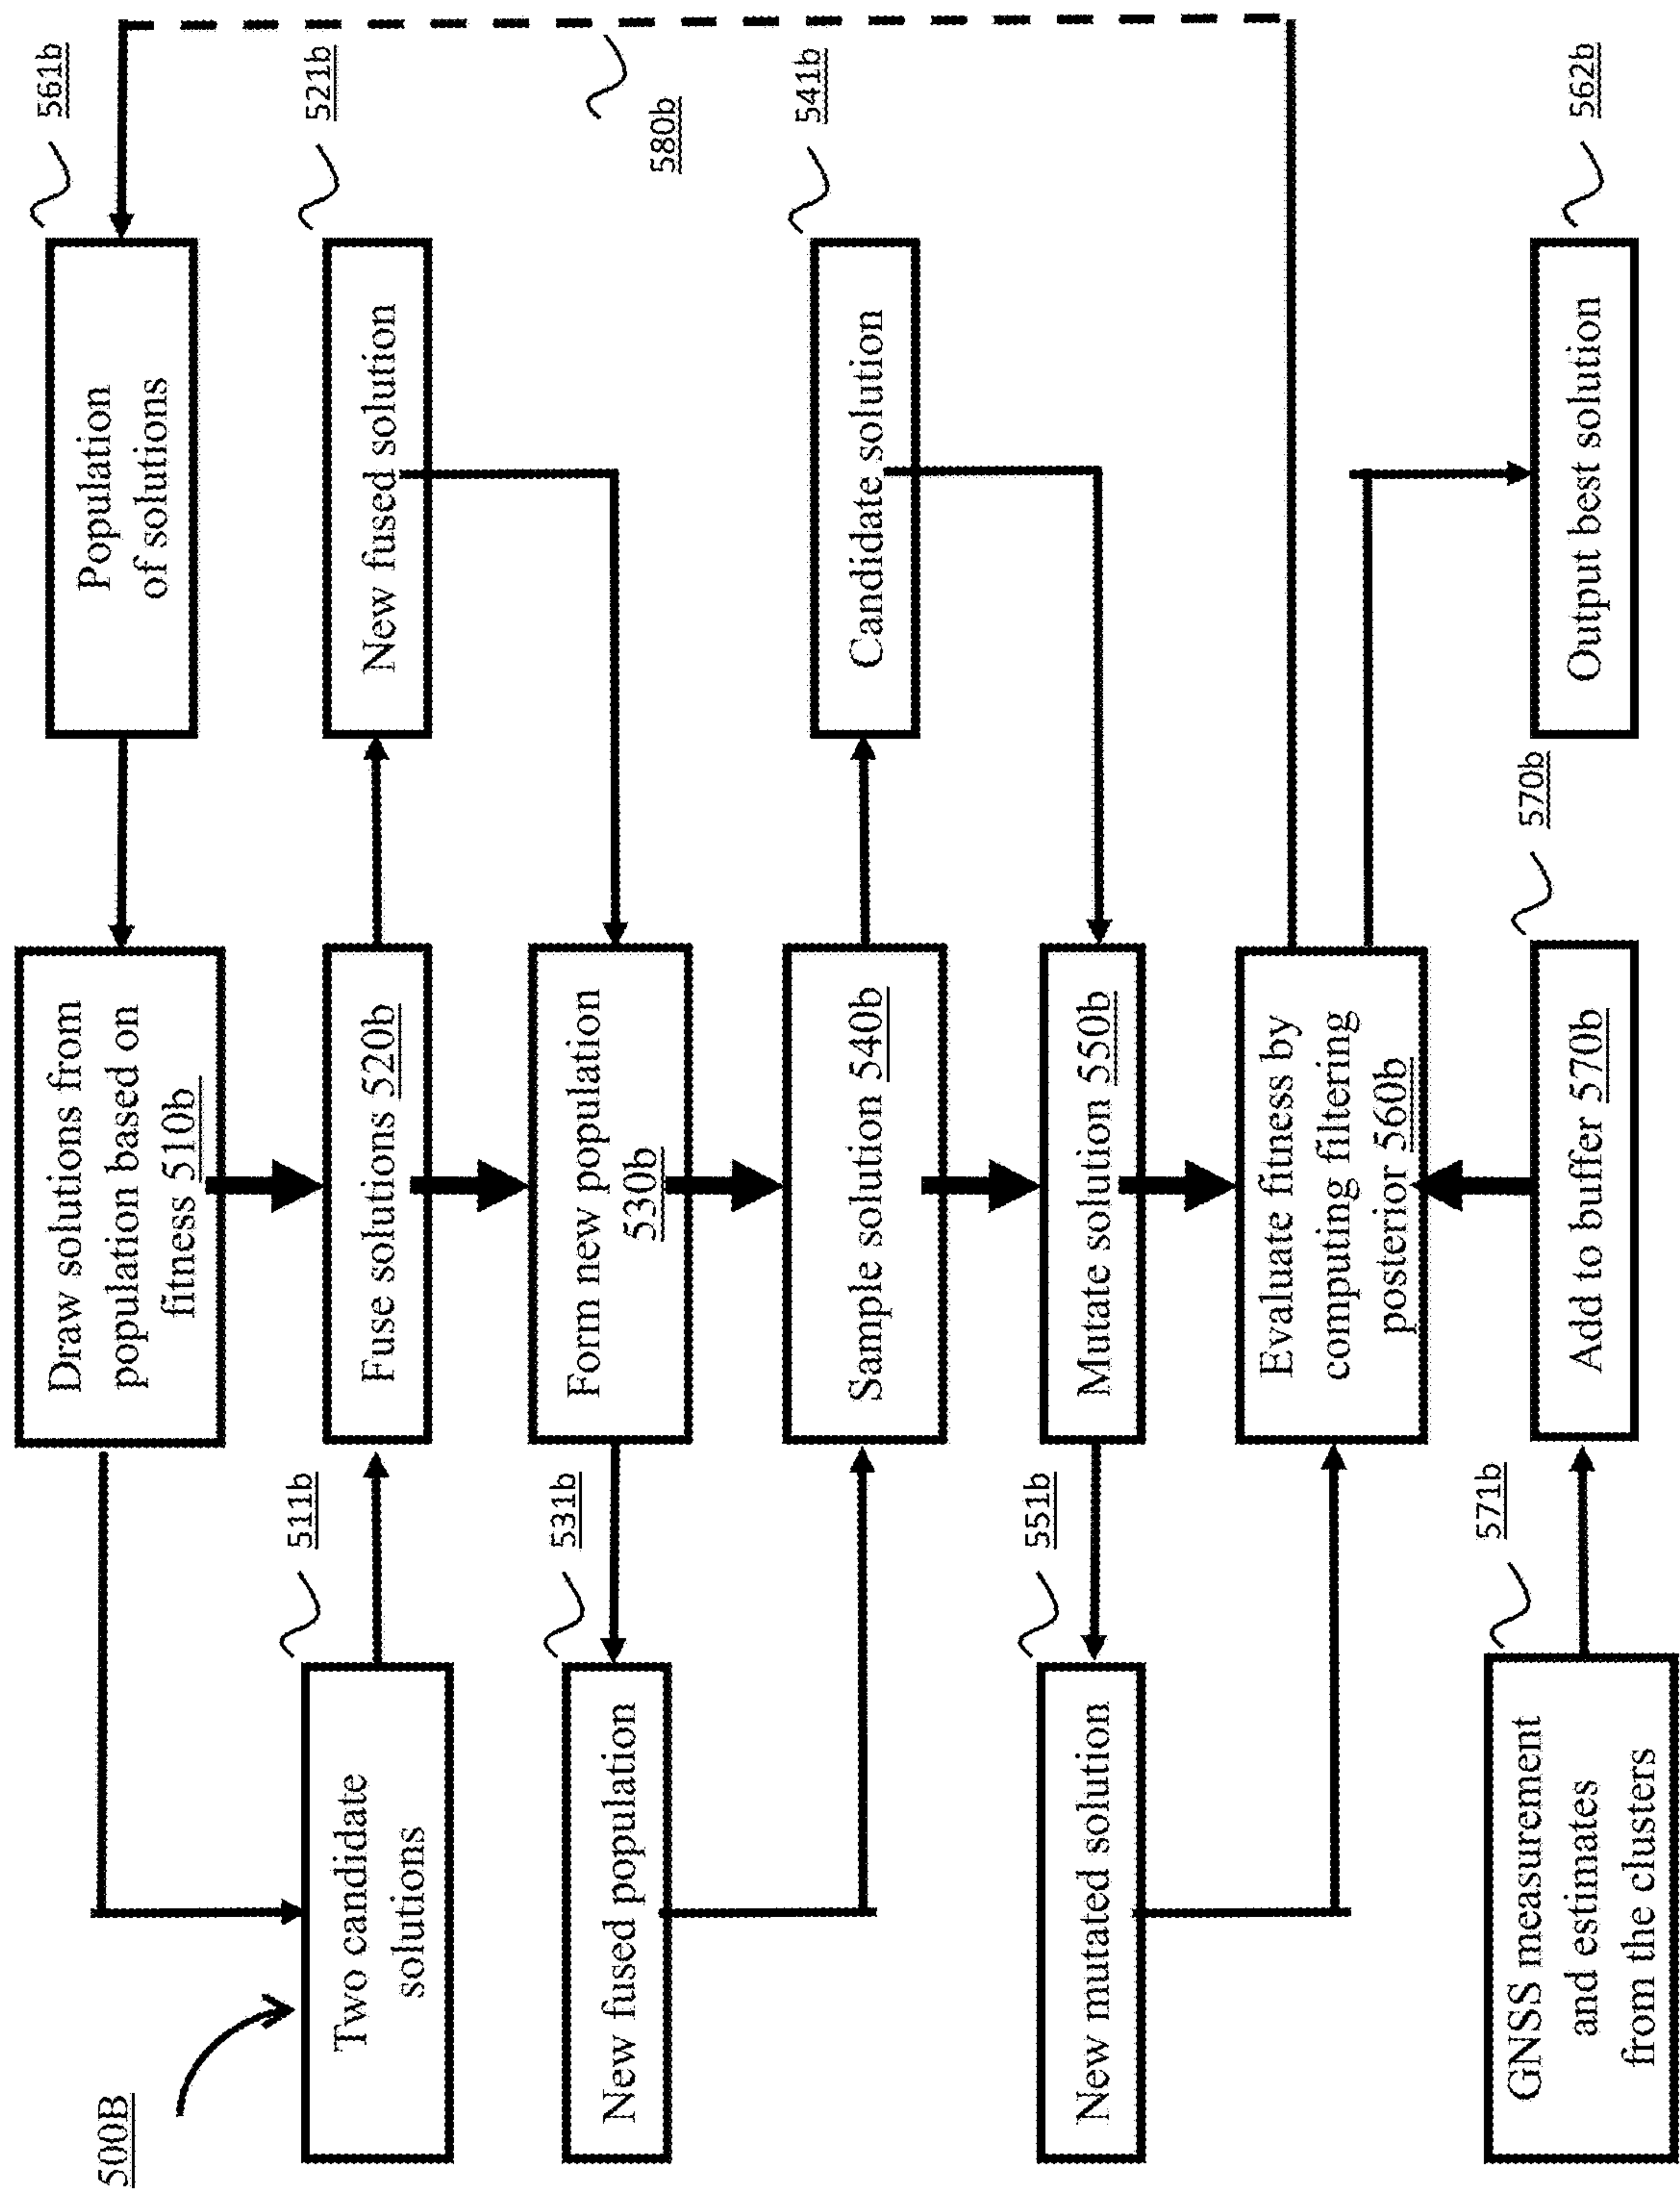 500B
561b
Population
of solutions
Draw solutions from
population based on
fitness 510b
511b
Two candidate
solutions
521b
New fused solution
Fuse solutions 520b
580b
Form new population
530b
531b
New fused population
541b
Candidate solution
Sample solution 540b
Mutate solution 550b
551b
New mutated solution
Evaluate fitness by
computing filtering
posterior 560b
562b
Output best solution
570b
Add to buffer 570b
571b
GNSS measurement
and estimates
from the clusters